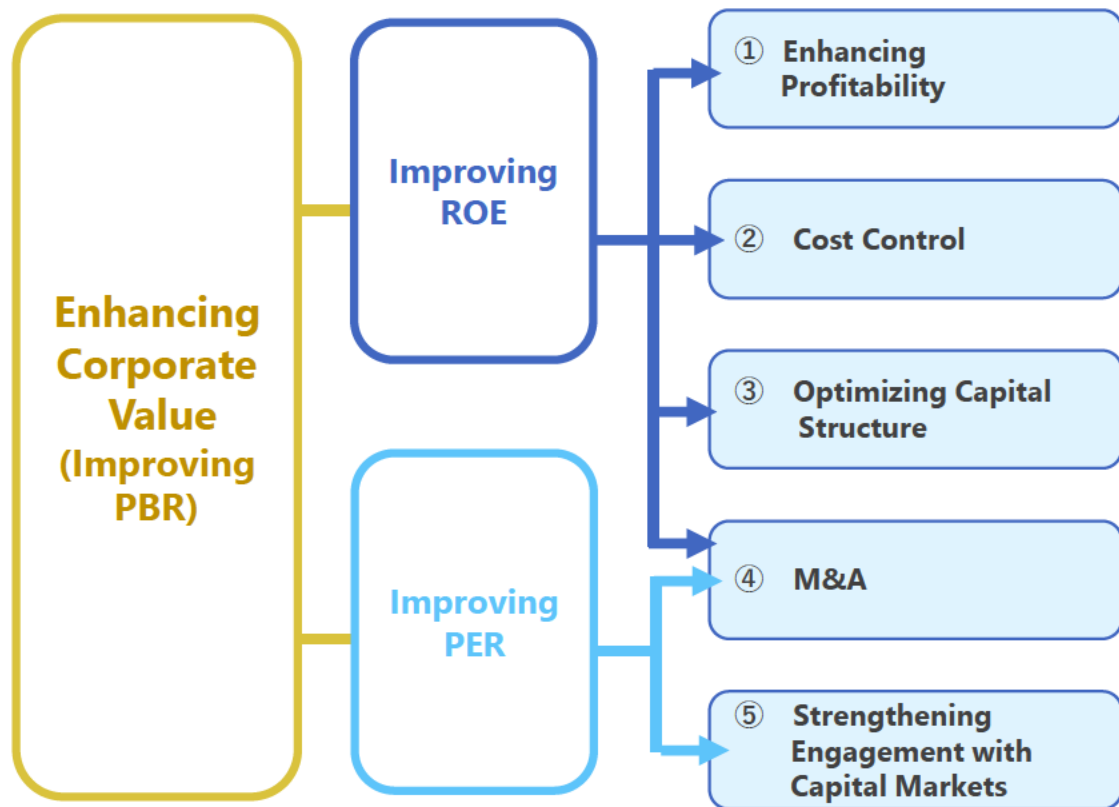 Enhancing
Corporate
Value
(Improving
PBR)
Improving
ROE
Improving
PER
① Enhancing
Profitability
② Cost Control
③ Optimizing Capital
Structure
④ M&A
⑤ Strengthening
Engagement with
Capital Markets